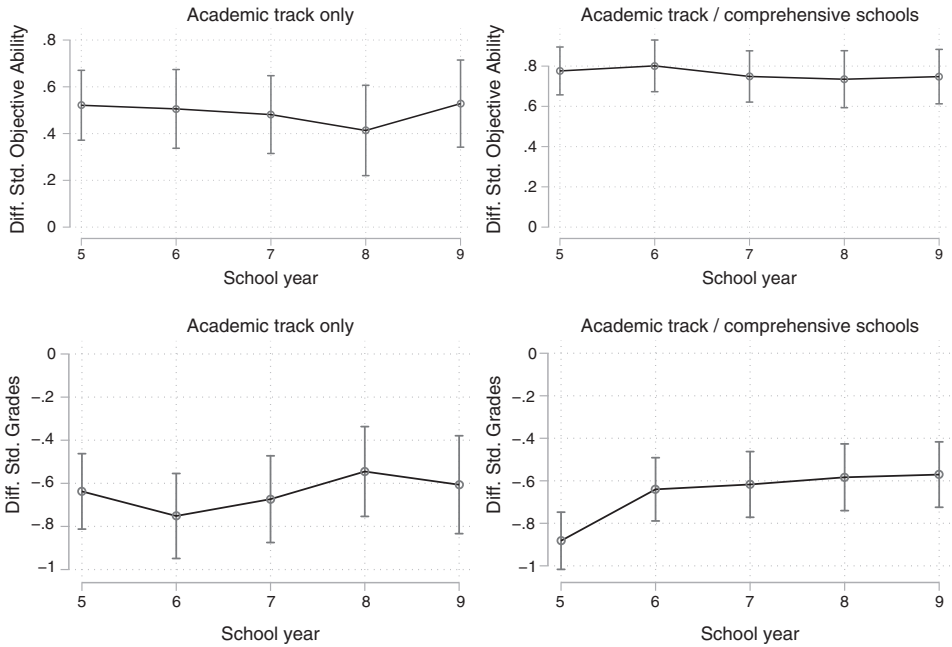 Academic track only
Diff. Std. Objective Ability
.8
.6
.4
.2
0
5 6 7 8 9
School year
Academic track / comprehensive schools
Diff. Std. Objective Ability
.8
.6
.4
.2
0
5 6 7 8 9
School year
Academic track only
Diff. Std. Grades
0
−.2
−.4
−.6
−.8
−1
5 6 7 8 9
School year
Academic track / comprehensive schools
Diff. Std. Grades
0
−.2
−.4
−.6
−.8
−1
5 6 7 8 9
School year